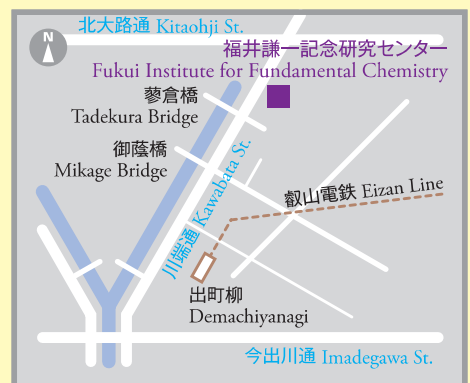 N
北大路通 Kitaohji St.
福井謙一記念研究センター
Fukui Institute for Fundamental Chemistry
蓼倉橋
Tadekura Bridge
御蔭橋
Mikage Bridge
川端通 Kawabata St.
叡山電鉄 Eizan Line
出町柳
Demachiyanagi
今出川通 Imadegawa St.